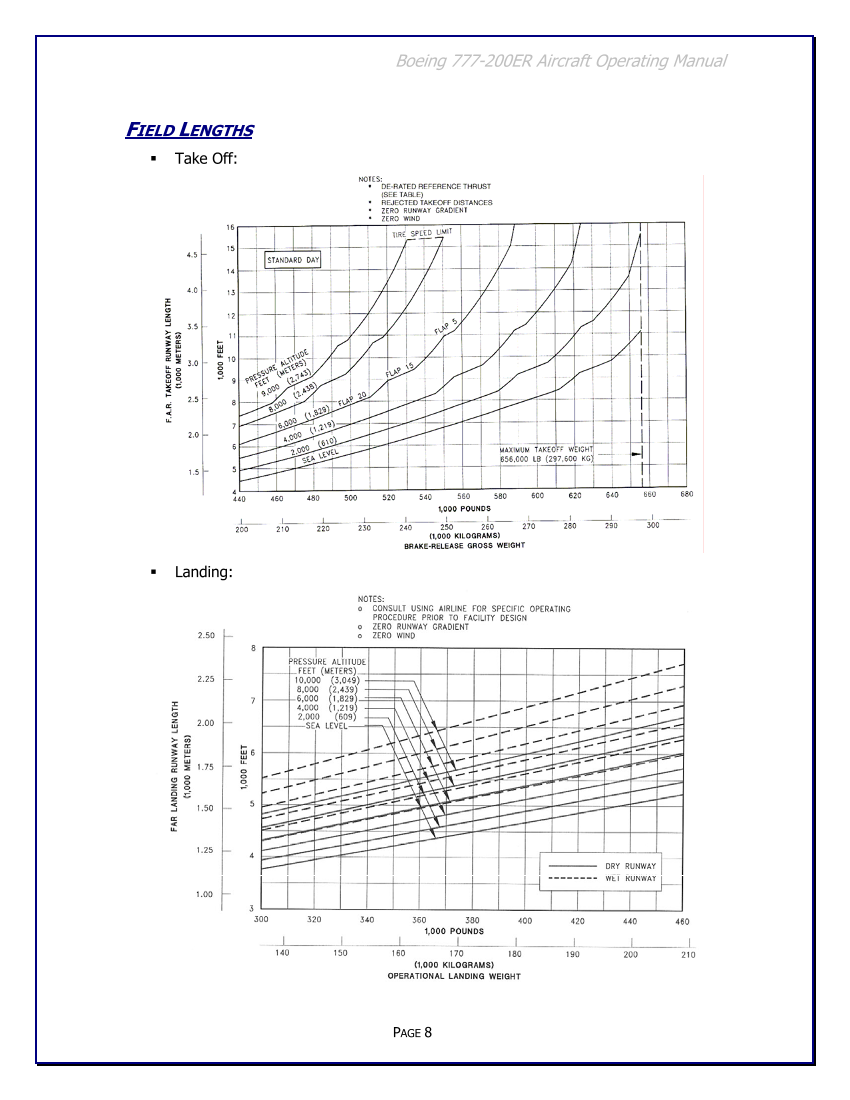 Boeing 777-200ER Aircraft Operating Manual
FIELD LENGTHS
▪ Take Off:
NOTES:
• DE-RATED REFERENCE THRUST
(SEE TABLE)
• REJECTED TAKEOFF DISTANCES
• ZERO RUNWAY GRADIENT
• ZERO WIND
F.A.R. TAKEOFF RUNWAY LENGTH
(1,000 METERS)
4.5
4.0
3.5
3.0
2.5
2.0
1.5
1,000 FEET
16
15
14
13
12
11
10
9
8
7
6
5
4
STANDARD DAY
TIRE SPEED LIMIT
PRESSURE ALTITUDE
FEET (METERS)
9,000 (2,743)
8,000 (2,438)
6,000 (1,829)
4,000 (1,219)
2,000 (610)
SEA LEVEL
FLAP 5
FLAP 15
FLAP 20
MAXIMUM TAKEOFF WEIGHT
656,000 LB (297,600 KG)
440 460 480 500 520 540 560 580 600 620 640 660 680
1,000 POUNDS
200 210 220 230 240 250 260 270 280 290 300
(1,000 KILOGRAMS)
BRAKE-RELEASE GROSS WEIGHT
▪ Landing:
NOTES:
o CONSULT USING AIRLINE FOR SPECIFIC OPERATING
PROCEDURE PRIOR TO FACILITY DESIGN
o ZERO RUNWAY GRADIENT
o ZERO WIND
FAR LANDING RUNWAY LENGTH
(1,000 METERS)
2.50
2.25
2.00
1.75
1.50
1.25
1.00
1,000 FEET
8
7
6
5
4
3
PRESSURE ALTITUDE
FEET (METERS)
10,000 (3,049)
8,000 (2,439)
6,000 (1,829)
4,000 (1,219)
2,000 (609)
SEA LEVEL
DRY RUNWAY
WET RUNWAY
300 320 340 360 380 400 420 440 460
1,000 POUNDS
140 150 160 170 180 190 200 210
(1,000 KILOGRAMS)
OPERATIONAL LANDING WEIGHT
PAGE 8